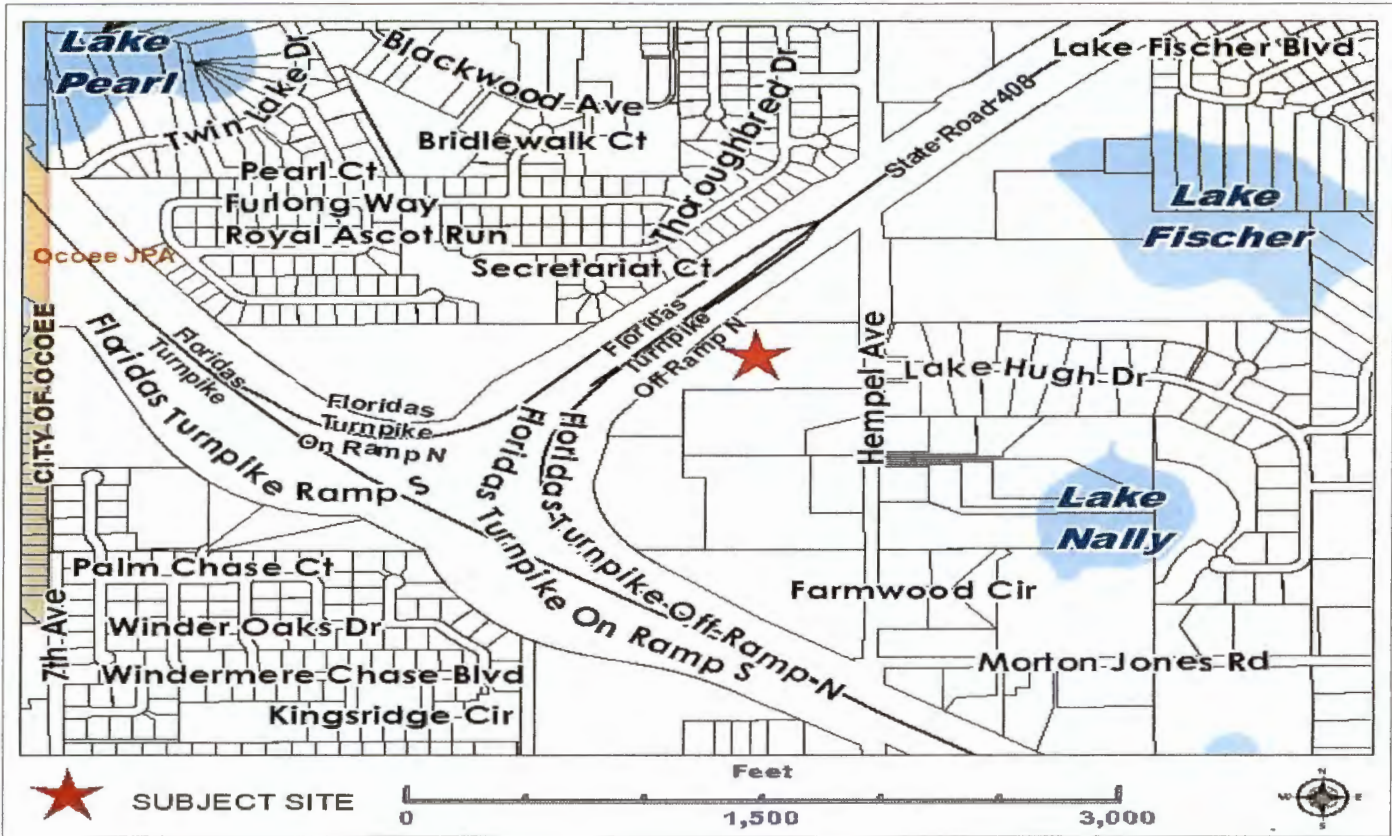 Lake
Pearl
Twin Lake Dr
Blackwood Ave
Bridlewalk Ct
Thoroughbred Dr
Lake Fischer Blvd
State Road 408
Pearl Ct
Furlong Way
Royal Ascot Run
Secretariat Ct
Lake
Fischer
Ocoee JPA
CITY OF OCOEE
Floridas
Turnpike
Floridas Turnpike Ramp S
Floridas
Turnpike
On Ramp N
Floridas
Turnpike
Off Ramp N
Hempel Ave
Lake Hugh Dr
Floridas Turnpike On Ramp S
Floridas Turnpike Off Ramp N
Lake
Nally
Palm Chase Ct
Farmwood Cir
7th Ave
Winder Oaks Dr
Windermere Chase Blvd
Morton Jones Rd
Kingsridge Cir
Feet
SUBJECT SITE
0
1,500
3,000
N
W
E
S